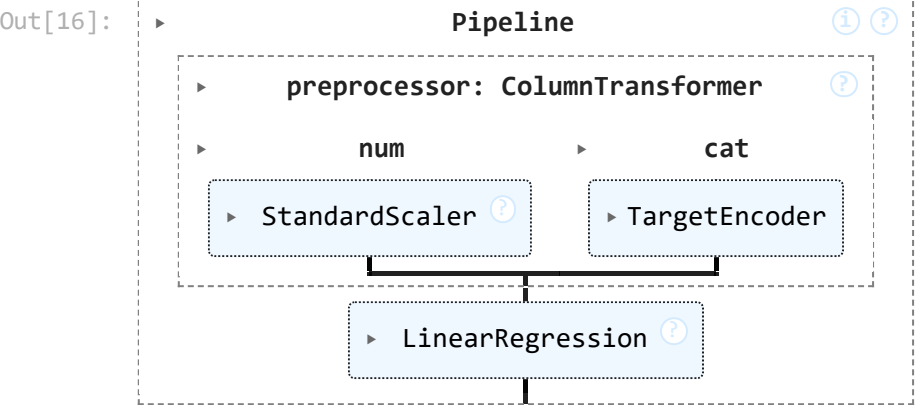 Out[16]:
Pipeline i ?
preprocessor: ColumnTransformer ?
num cat
StandardScaler ? TargetEncoder
LinearRegression ?